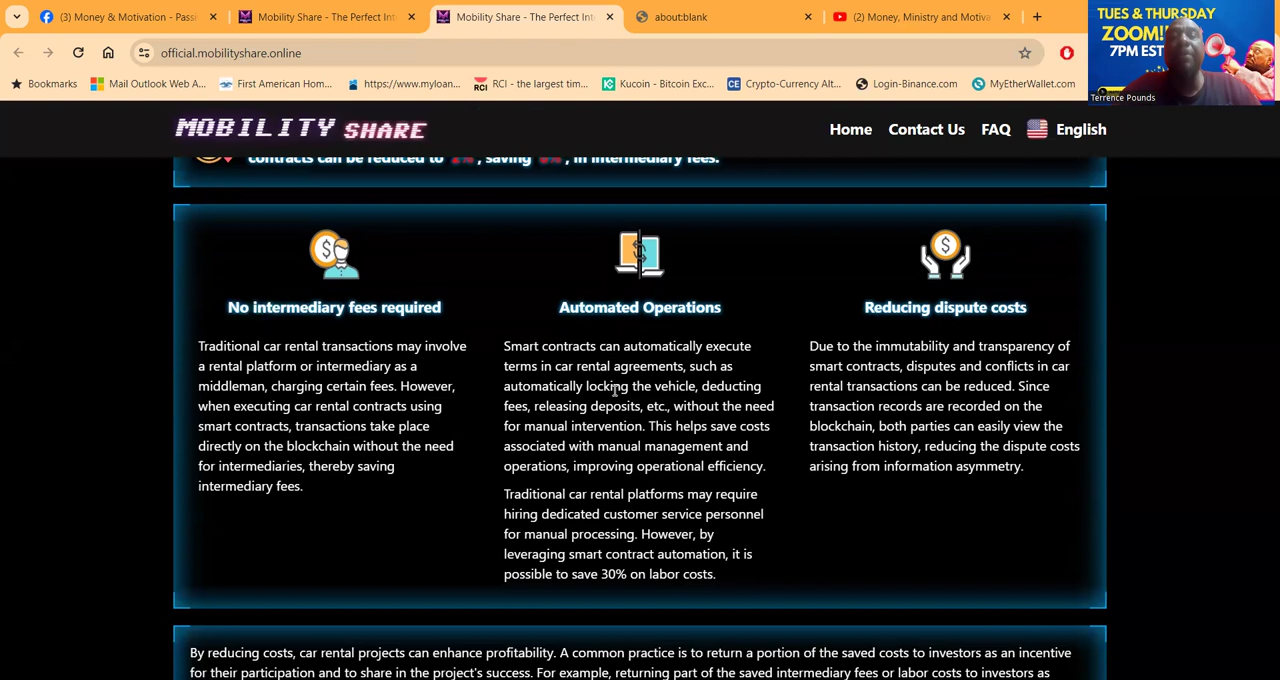 (3) Money & Motivation - Passi
Mobility Share - The Perfect Int
Mobility Share - The Perfect Int
about:blank
(2) Money, Ministry and Motiva
official.mobilityshare.online
Bookmarks
Mail Outlook Web A...
First American Hom...
https://www.myloan...
RCI - the largest tim...
Kucoin - Bitcoin Exc...
Crypto-Currency Alt...
Login-Binance.com
MyEtherWallet.com
TUES & THURSDAY
ZOOM!
7PM EST
Terrence Pounds
MOBILITY SHARE
Home
Contact Us
FAQ
English
contracts can be reduced to , saving , in intermediary fees.
No intermediary fees required
Traditional car rental transactions may involve
a rental platform or intermediary as a
middleman, charging certain fees. However,
when executing car rental contracts using
smart contracts, transactions take place
directly on the blockchain without the need
for intermediaries, thereby saving
intermediary fees.
Automated Operations
Smart contracts can automatically execute
terms in car rental agreements, such as
automatically locking the vehicle, deducting
fees, releasing deposits, etc., without the need
for manual intervention. This helps save costs
associated with manual management and
operations, improving operational efficiency.
Traditional car rental platforms may require
hiring dedicated customer service personnel
for manual processing. However, by
leveraging smart contract automation, it is
possible to save 30% on labor costs.
Reducing dispute costs
Due to the immutability and transparency of
smart contracts, disputes and conflicts in car
rental transactions can be reduced. Since
transaction records are recorded on the
blockchain, both parties can easily view the
transaction history, reducing the dispute costs
arising from information asymmetry.
By reducing costs, car rental projects can enhance profitability. A common practice is to return a portion of the saved costs to investors as an incentive
for their participation and to share in the project's success. For example, returning part of the saved intermediary fees or labor costs to investors as